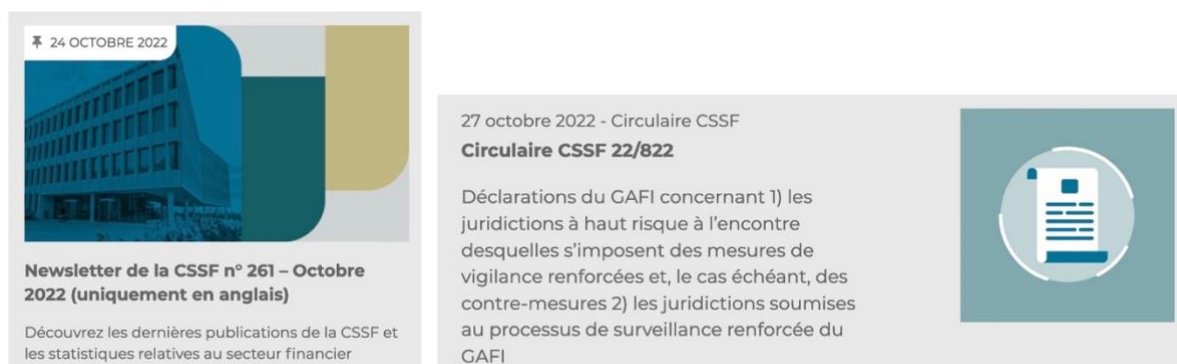 24 OCTOBRE 2022
Newsletter de la CSSF n° 261 – Octobre
2022 (uniquement en anglais)
Découvrez les dernières publications de la CSSF et
les statistiques relatives au secteur financier
27 octobre 2022 - Circulaire CSSF
Circulaire CSSF 22/822
Déclarations du GAFI concernant 1) les
juridictions à haut risque à l’encontre
desquelles s’imposent des mesures de
vigilance renforcées et, le cas échéant, des
contre-mesures 2) les juridictions soumises
au processus de surveillance renforcée du
GAFI